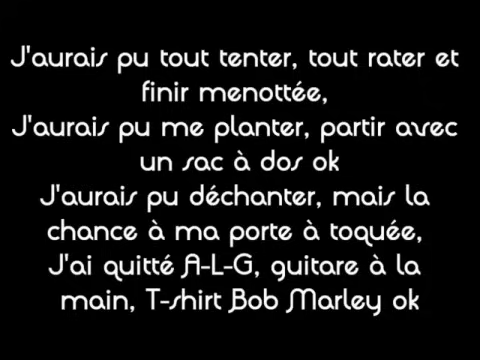 J'aurais pu tout tenter, tout rater et
finir menottée,
J'aurais pu me planter, partir avec
un sac à dos ok
J'aurais pu déchanter, mais la
chance à ma porte à toquée,
J'ai quitté A-L-G, guitare à la
main, T-shirt Bob Marley ok